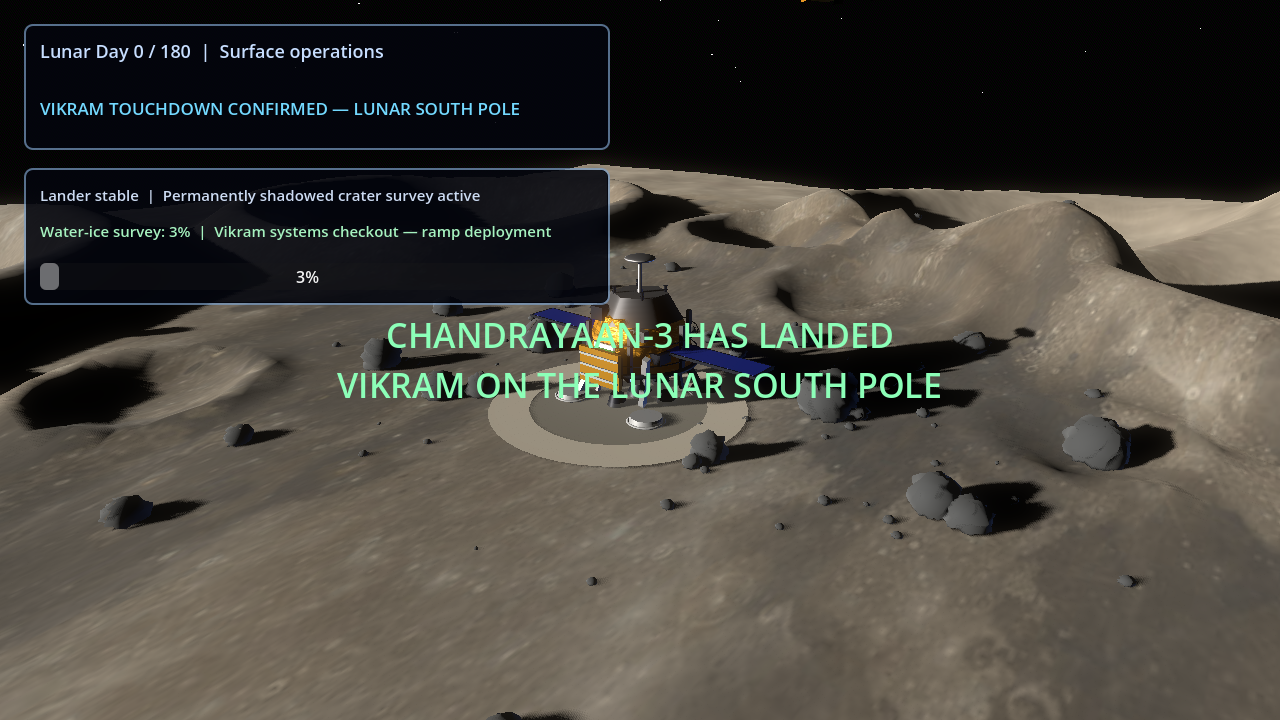 Lunar Day 0 / 180 | Surface operations
VIKRAM TOUCHDOWN CONFIRMED — LUNAR SOUTH POLE
Lander stable | Permanently shadowed crater survey active
Water-ice survey: 3% | Vikram systems checkout — ramp deployment
3%
CHANDRAYAAN-3 HAS LANDED
VIKRAM ON THE LUNAR SOUTH POLE